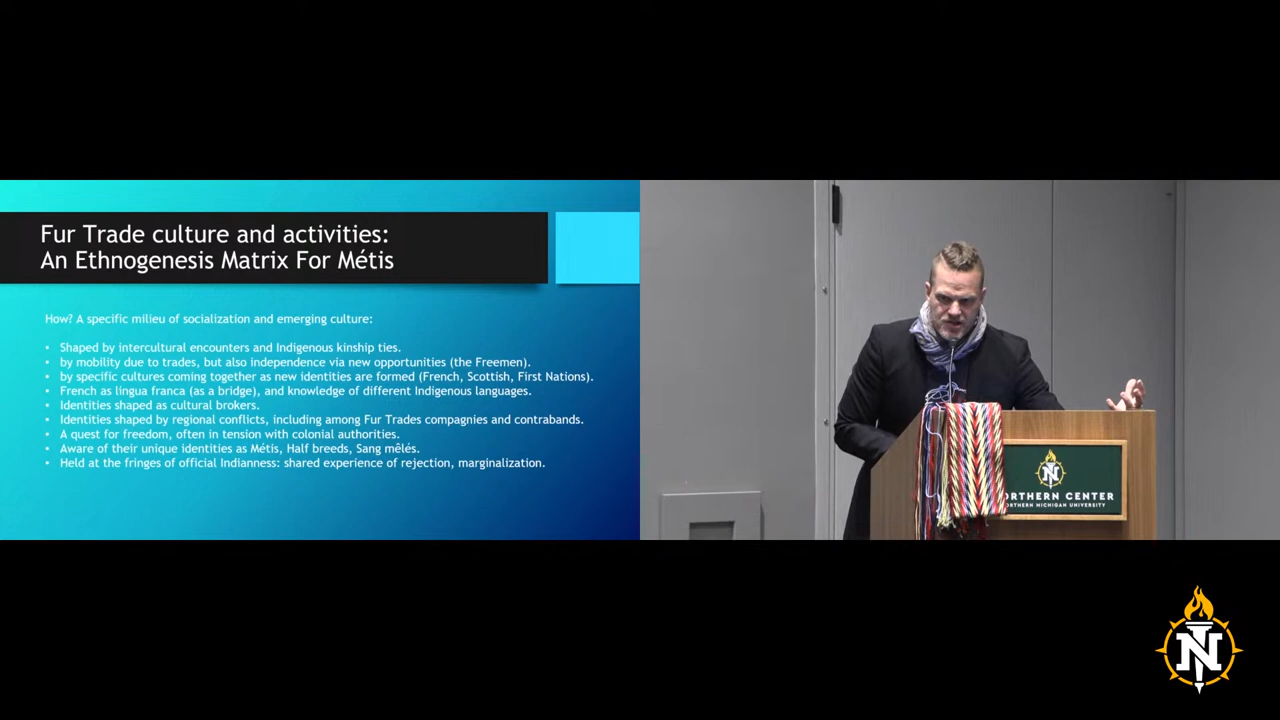 Fur Trade culture and activities:
An Ethnogenesis Matrix For Métis
How? A specific milieu of socialization and emerging culture:
• Shaped by intercultural encounters and Indigenous kinship ties.
• by mobility due to trades, but also independence via new opportunities (the Freemen).
• by specific cultures coming together as new identities are formed (French, Scottish, First Nations).
• French as lingua franca (as a bridge), and knowledge of different Indigenous languages.
• Identities shaped as cultural brokers.
• Identities shaped by regional conflicts, including among Fur Trades compagnies and contrabands.
• A quest for freedom, often in tension with colonial authorities.
• Aware of their unique identities as Métis, Half breeds, Sang mêlés.
• Held at the fringes of official Indianness: shared experience of rejection, marginalization.
N
ORTHERN CENTER
ORTHERN MICHIGAN UNIVERSITY
N